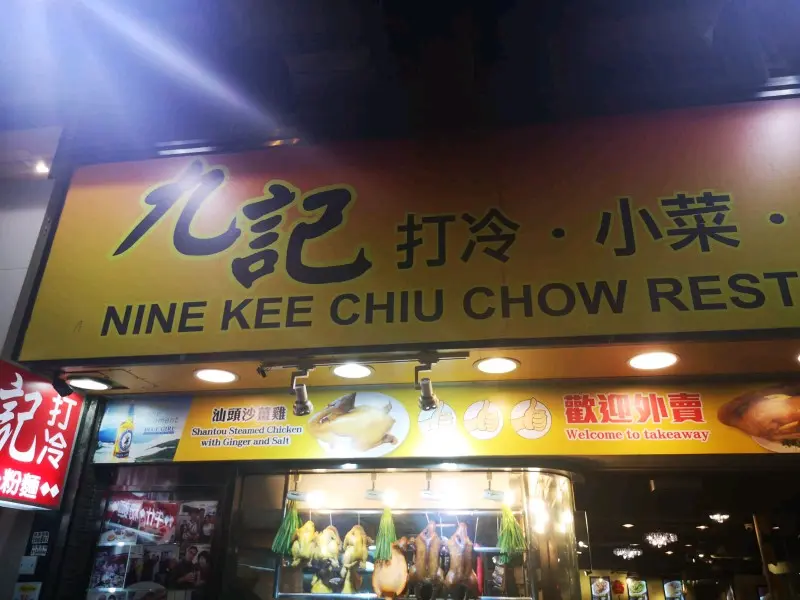 九記 打冷·小菜·
NINE KEE CHIU CHOW REST
記 打冷
粉麵
汕頭沙薑雞
Shantou Steamed Chicken
with Ginger and Salt
歡迎外賣
Welcome to takeaway